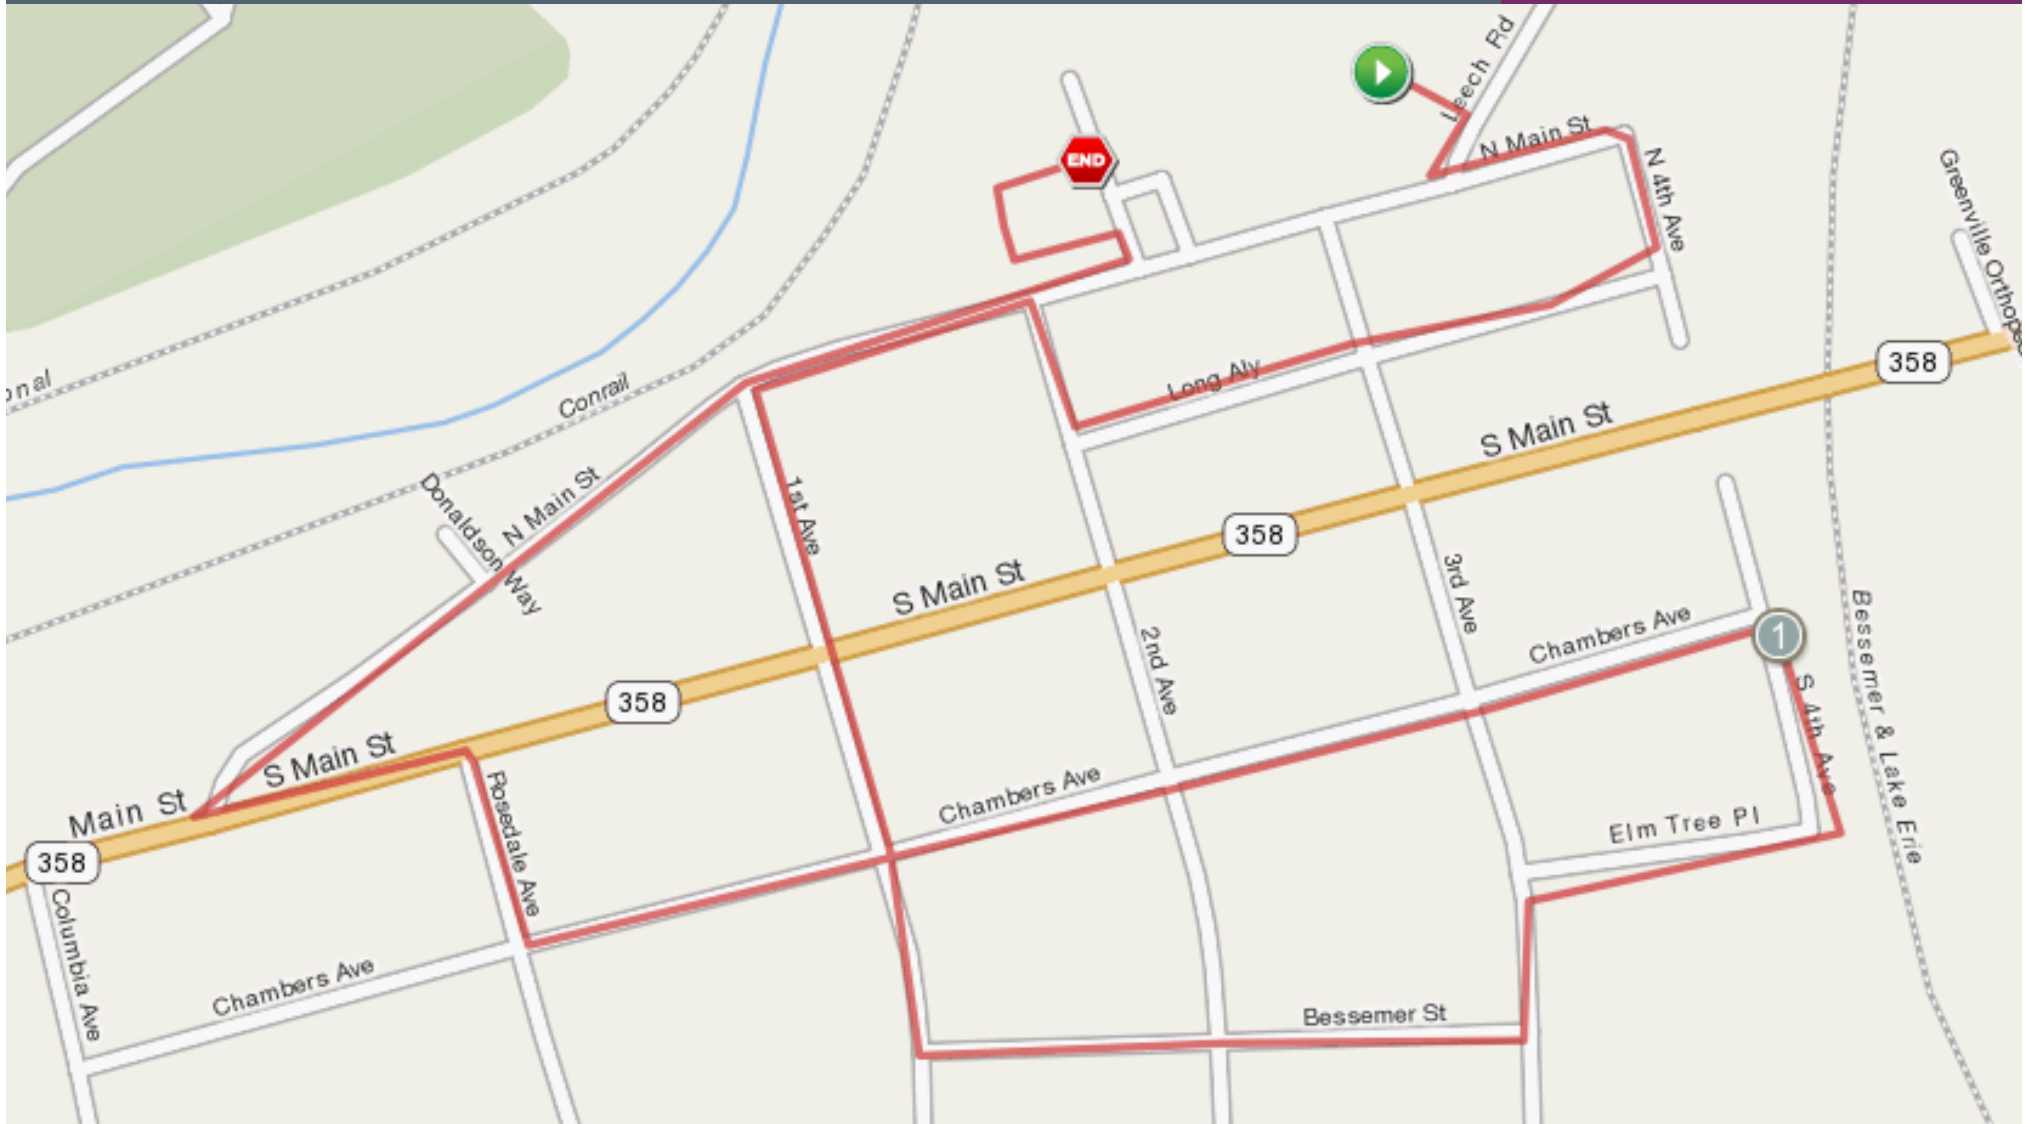 Leech Rd
N Main St
N 4th Ave
END
Greenville Orthope
358
Long Aly
S Main St
onal
Conrail
Donaldson Way
N Main St
1st Ave
358
S Main St
3rd Ave
Chambers Ave
1
Bessemer & Lake Erie
2nd Ave
S 4th Ave
358
S Main St
Main St
Rosedale Ave
Chambers Ave
Elm Tree Pl
358
Columbia Ave
Chambers Ave
Bessemer St